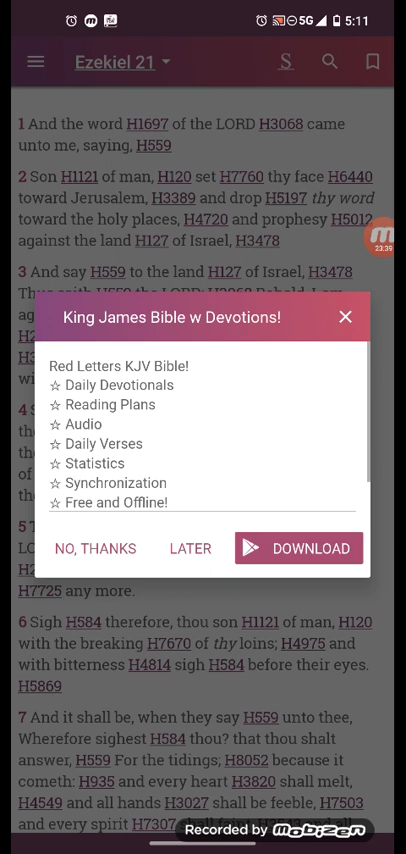 5G 5:11
Ezekiel 21 S
1 And the word H1697 of the LORD H3068 came
unto me, saying, H559
2 Son H1121 of man, H120 set H7760 thy face H6440
toward Jerusalem, H3389 and drop H5197 thy word
toward the holy places, H4720 and prophesy H5012
against the land H127 of Israel, H3478
23:39
3 And say H559 to the land H127 of Israel, H3478
King James Bible w Devotions!
Red Letters KJV Bible!
☆ Daily Devotionals
☆ Reading Plans
☆ Audio
☆ Daily Verses
☆ Statistics
☆ Synchronization
☆ Free and Offline!
NO, THANKS LATER DOWNLOAD
4
5
H7725 any more.
6 Sigh H584 therefore, thou son H1121 of man, H120
with the breaking H7670 of thy loins; H4975 and
with bitterness H4814 sigh H584 before their eyes.
H5869
7 And it shall be, when they say H559 unto thee,
Wherefore sighest H584 thou? that thou shalt
answer, H559 For the tidings; H8052 because it
cometh: H935 and every heart H3820 shall melt,
H4549 and all hands H3027 shall be feeble, H7503
and every spirit H7307
Recorded by mobizen